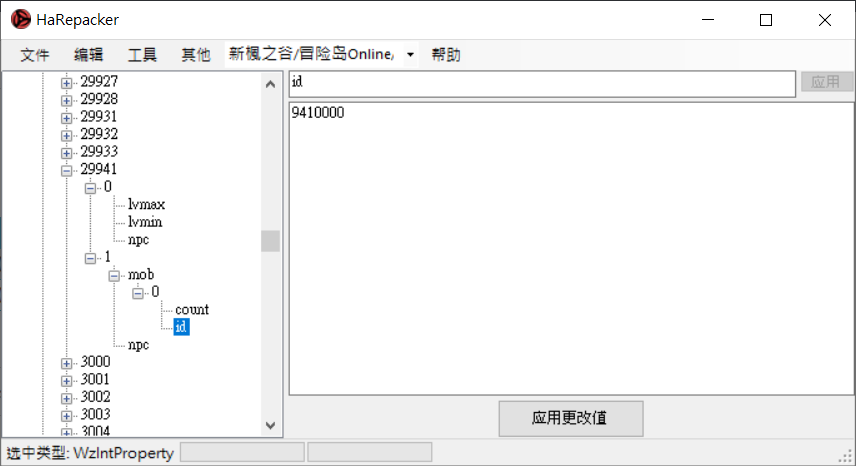 HaRepacker
文件 编辑 工具 其他 新楓之谷/冒险岛Online/ 帮助
29927
29928
29931
29932
29933
29941
0
lvmax
lvmin
npc
1
mob
0
count
id
npc
3000
3001
3002
3003
3004
id
应用
9410000
应用更改值
选中类型: WzIntProperty